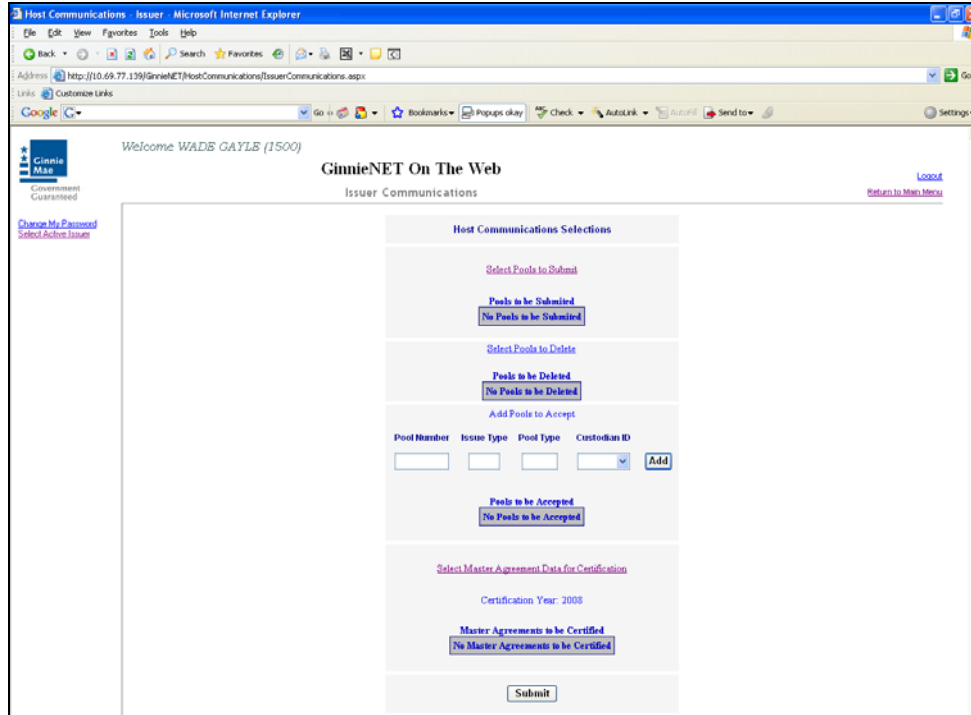 Host Communications - Issuer - Microsoft Internet Explorer
File Edit View Favorites Tools Help
Back Search Favorites
Address http://10.69.77.139/GinnieNET/HostCommunications/IssuerCommunications.aspx Go
Links Customize Links
Google G Go Bookmarks Popups okay Check AutoLink AutoFill Send to Settings
Ginnie Mae
Government Guaranteed
Welcome WADE GAYLE (1500)
GinnieNET On The Web
Issuer Communications
Logout
Return to Main Menu
Change My Password
Select Active Issuer
Host Communications Selections
Select Pools to Submit
Pools to be Submitted
No Pools to be Submitted
Select Pools to Delete
Pools to be Deleted
No Pools to be Deleted
Add Pools to Accept
Pool Number Issue Type Pool Type Custodian ID
Add
Pools to be Accepted
No Pools to be Accepted
Select Master Agreement Data for Certification
Certification Year: 2008
Master Agreements to be Certified
No Master Agreements to be Certified
Submit